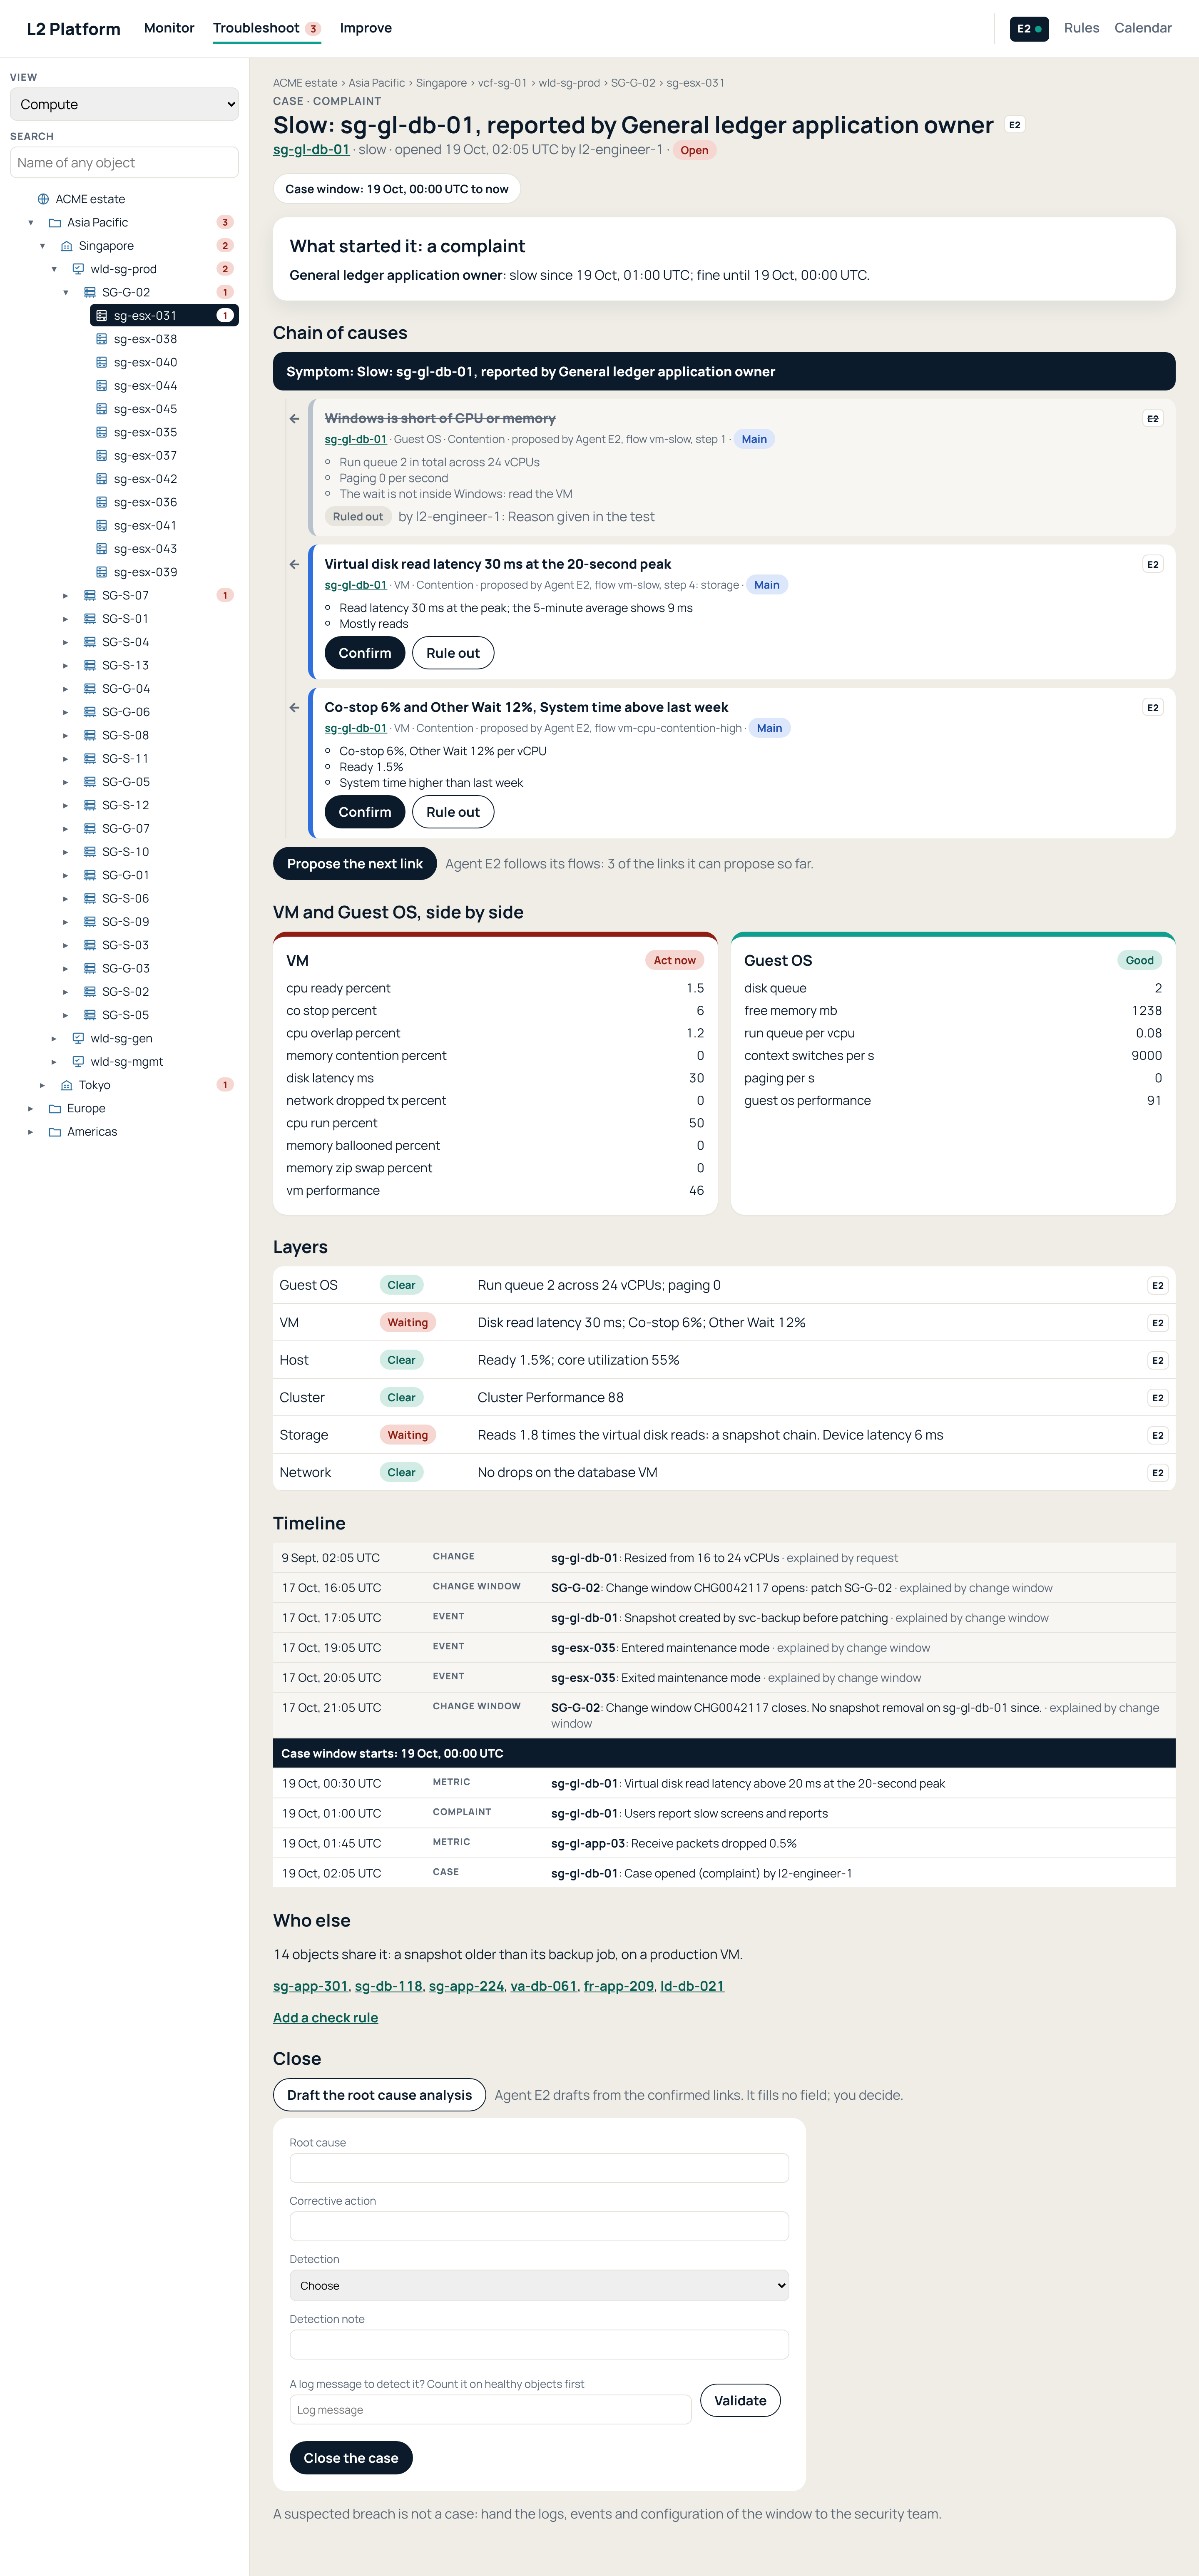 L2 Platform
Monitor
Troubleshoot 3
Improve
E2
Rules
Calendar
VIEW
Compute
SEARCH
Name of any object
ACME estate
Asia Pacific 3
Singapore 2
wld-sg-prod 2
SG-G-02 1
sg-esx-031 1
sg-esx-038
sg-esx-040
sg-esx-044
sg-esx-045
sg-esx-035
sg-esx-037
sg-esx-042
sg-esx-036
sg-esx-041
sg-esx-043
sg-esx-039
SG-S-07 1
SG-S-01
SG-S-04
SG-S-13
SG-G-04
SG-G-06
SG-S-08
SG-S-11
SG-G-05
SG-S-12
SG-G-07
SG-S-10
SG-G-01
SG-S-06
SG-S-09
SG-S-03
SG-G-03
SG-S-02
SG-S-05
wld-sg-gen
wld-sg-mgmt
Tokyo 1
Europe
Americas
ACME estate › Asia Pacific › Singapore › vcf-sg-01 › wld-sg-prod › SG-G-02 › sg-esx-031
CASE · COMPLAINT
Slow: sg-gl-db-01, reported by General ledger application owner E2
sg-gl-db-01 · slow · opened 19 Oct, 02:05 UTC by l2-engineer-1 · Open
Case window: 19 Oct, 00:00 UTC to now
What started it: a complaint
General ledger application owner: slow since 19 Oct, 01:00 UTC; fine until 19 Oct, 00:00 UTC.
Chain of causes
Symptom: Slow: sg-gl-db-01, reported by General ledger application owner
← Windows is short of CPU or memory E2
sg-gl-db-01 · Guest OS · Contention · proposed by Agent E2, flow vm-slow, step 1 · Main
Run queue 2 in total across 24 vCPUs
Paging 0 per second
The wait is not inside Windows: read the VM
Ruled out by l2-engineer-1: Reason given in the test
← Virtual disk read latency 30 ms at the 20-second peak E2
sg-gl-db-01 · VM · Contention · proposed by Agent E2, flow vm-slow, step 4: storage · Main
Read latency 30 ms at the peak; the 5-minute average shows 9 ms
Mostly reads
Confirm Rule out
← Co-stop 6% and Other Wait 12%, System time above last week E2
sg-gl-db-01 · VM · Contention · proposed by Agent E2, flow vm-cpu-contention-high · Main
Co-stop 6%, Other Wait 12% per vCPU
Ready 1.5%
System time higher than last week
Confirm Rule out
Propose the next link Agent E2 follows its flows: 3 of the links it can propose so far.
VM and Guest OS, side by side
VM Act now
cpu ready percent 1.5
co stop percent 6
cpu overlap percent 1.2
memory contention percent 0
disk latency ms 30
network dropped tx percent 0
cpu run percent 50
memory ballooned percent 0
memory zip swap percent 0
vm performance 46
Guest OS Good
disk queue 2
free memory mb 1238
run queue per vcpu 0.08
context switches per s 9000
paging per s 0
guest os performance 91
Layers
Guest OS Clear Run queue 2 across 24 vCPUs; paging 0 E2
VM Waiting Disk read latency 30 ms; Co-stop 6%; Other Wait 12% E2
Host Clear Ready 1.5%; core utilization 55% E2
Cluster Clear Cluster Performance 88 E2
Storage Waiting Reads 1.8 times the virtual disk reads: a snapshot chain. Device latency 6 ms E2
Network Clear No drops on the database VM E2
Timeline
9 Sept, 02:05 UTC CHANGE sg-gl-db-01: Resized from 16 to 24 vCPUs · explained by request
17 Oct, 16:05 UTC CHANGE WINDOW SG-G-02: Change window CHG0042117 opens: patch SG-G-02 · explained by change window
17 Oct, 17:05 UTC EVENT sg-gl-db-01: Snapshot created by svc-backup before patching · explained by change window
17 Oct, 19:05 UTC EVENT sg-esx-035: Entered maintenance mode · explained by change window
17 Oct, 20:05 UTC EVENT sg-esx-035: Exited maintenance mode · explained by change window
17 Oct, 21:05 UTC CHANGE WINDOW SG-G-02: Change window CHG0042117 closes. No snapshot removal on sg-gl-db-01 since. · explained by change
window
Case window starts: 19 Oct, 00:00 UTC
19 Oct, 00:30 UTC METRIC sg-gl-db-01: Virtual disk read latency above 20 ms at the 20-second peak
19 Oct, 01:00 UTC COMPLAINT sg-gl-db-01: Users report slow screens and reports
19 Oct, 01:45 UTC METRIC sg-gl-app-03: Receive packets dropped 0.5%
19 Oct, 02:05 UTC CASE sg-gl-db-01: Case opened (complaint) by l2-engineer-1
Who else
14 objects share it: a snapshot older than its backup job, on a production VM.
sg-app-301, sg-db-118, sg-app-224, va-db-061, fr-app-209, ld-db-021
Add a check rule
Close
Draft the root cause analysis Agent E2 drafts from the confirmed links. It fills no field; you decide.
Root cause
Corrective action
Detection
Choose
Detection note
A log message to detect it? Count it on healthy objects first
Log message
Validate
Close the case
A suspected breach is not a case: hand the logs, events and configuration of the window to the security team.